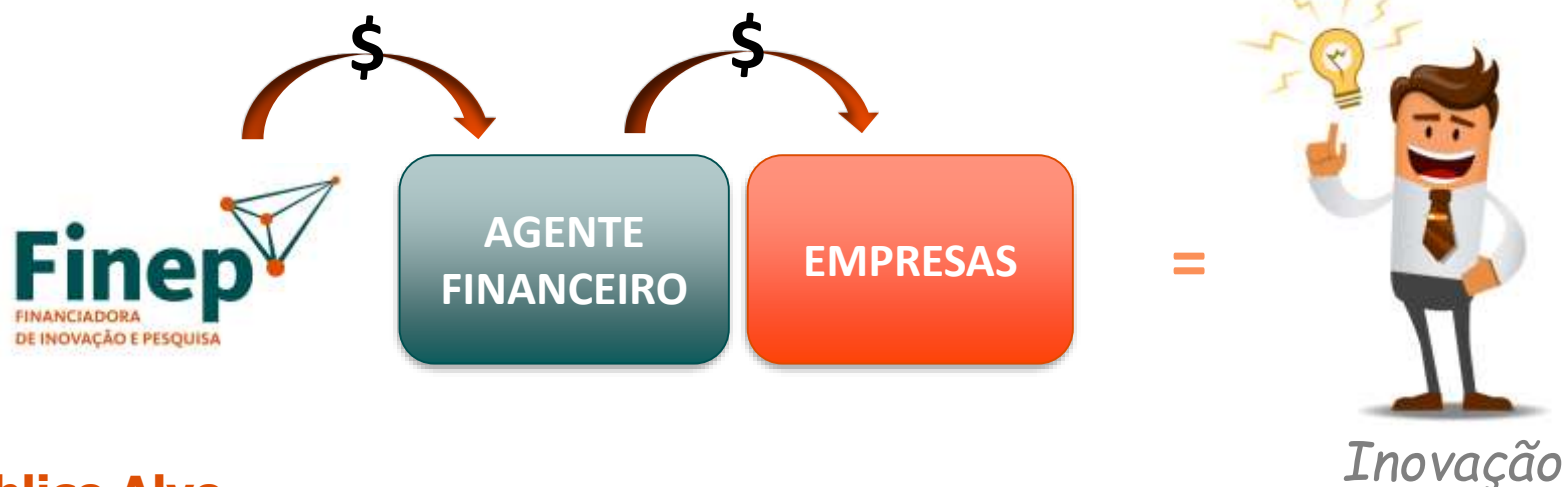 $
$
Finep
FINANCIADORA
DE INOVAÇÃO E PESQUISA
AGENTE
FINANCEIRO
EMPRESAS
=
Inovação